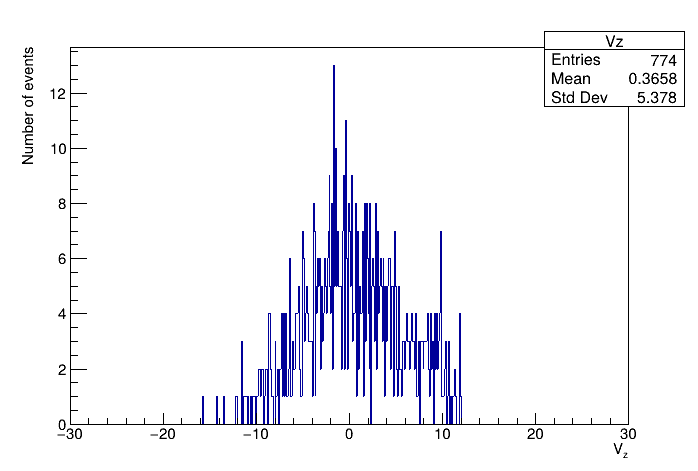 Vz
Entries 774
Mean 0.3658
Std Dev 5.378
Number of events
12
10
8
6
4
2
0
−30 −20 −10 0 10 20 30
Vz